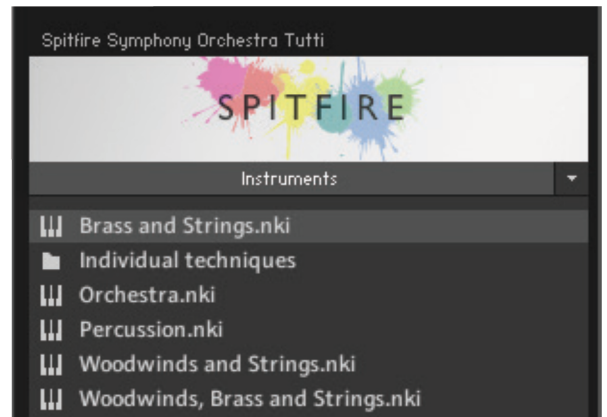 Spitfire Symphony Orchestra Tutti
SPITFIRE
Instruments
Brass and Strings.nki
Individual techniques
Orchestra.nki
Percussion.nki
Woodwinds and Strings.nki
Woodwinds, Brass and Strings.nki